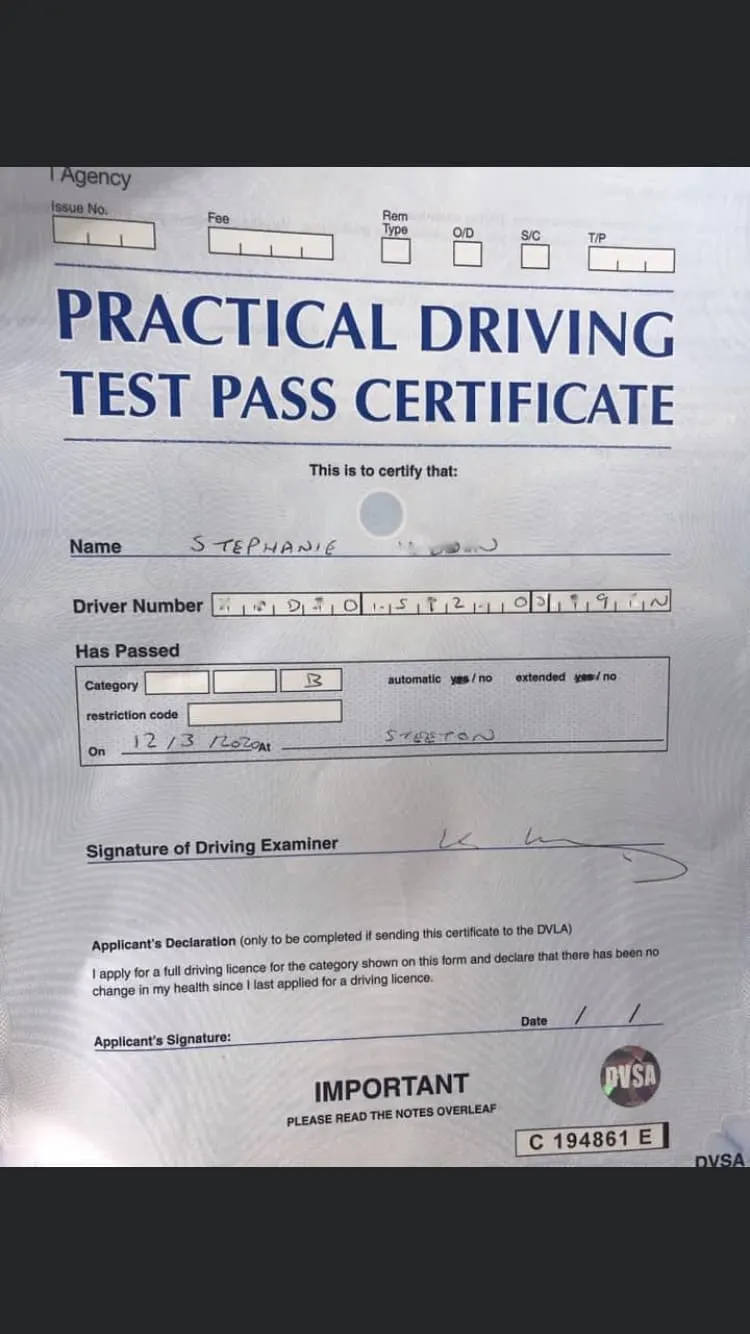 l Agency
Issue No.
Fee
Rem Type
O/D
S/C
T/P
PRACTICAL DRIVING
TEST PASS CERTIFICATE
This is to certify that:
Name STEPHANIE
Driver Number
Has Passed
Category B automatic yes / no extended yes / no
restriction code
On 12 / 3 / 2020 At STEETON
Signature of Driving Examiner
Applicant's Declaration (only to be completed if sending this certificate to the DVLA)
I apply for a full driving licence for the category shown on this form and declare that there has been no
change in my health since I last applied for a driving licence.
Applicant's Signature: Date / /
IMPORTANT
PLEASE READ THE NOTES OVERLEAF
DVSA
C 194861 E
DVSA